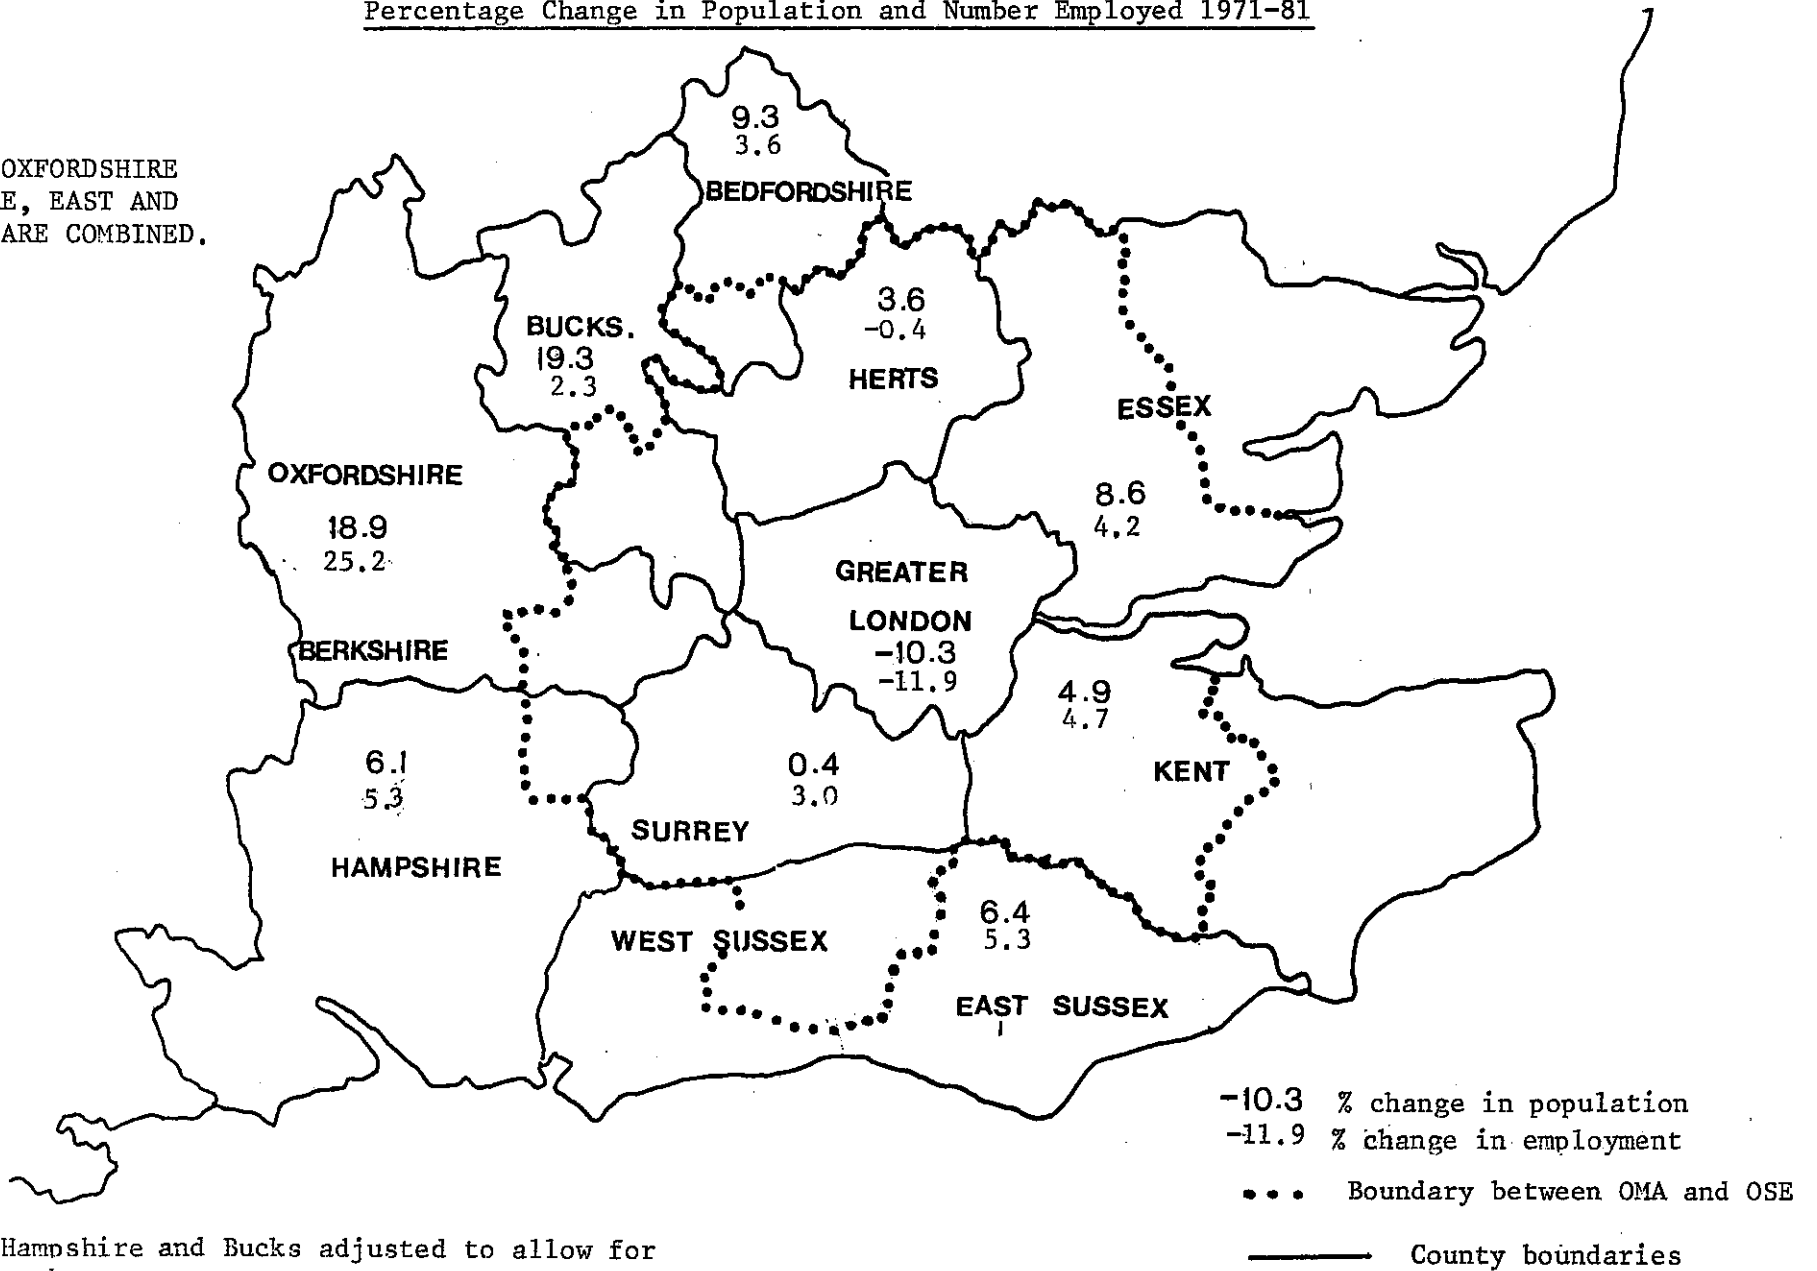 Percentage Change in Population and Number Employed 1971-81
OXFORDSHIRE
E, EAST AND
ARE COMBINED.
9.3
3.6
BEDFORDSHIRE
BUCKS.
19.3
2.3
3.6
-0.4
HERTS
ESSEX
8.6
4.2
OXFORDSHIRE
18.9
25.2
BERKSHIRE
GREATER
LONDON
-10.3
-11.9
4.9
4.7
KENT
6.1
5.3
HAMPSHIRE
0.4
3.0
SURREY
WEST SUSSEX
6.4
5.3
EAST SUSSEX
-10.3 % change in population
-11.9 % change in employment
Boundary between OMA and OSE
County boundaries
Hampshire and Bucks adjusted to allow for